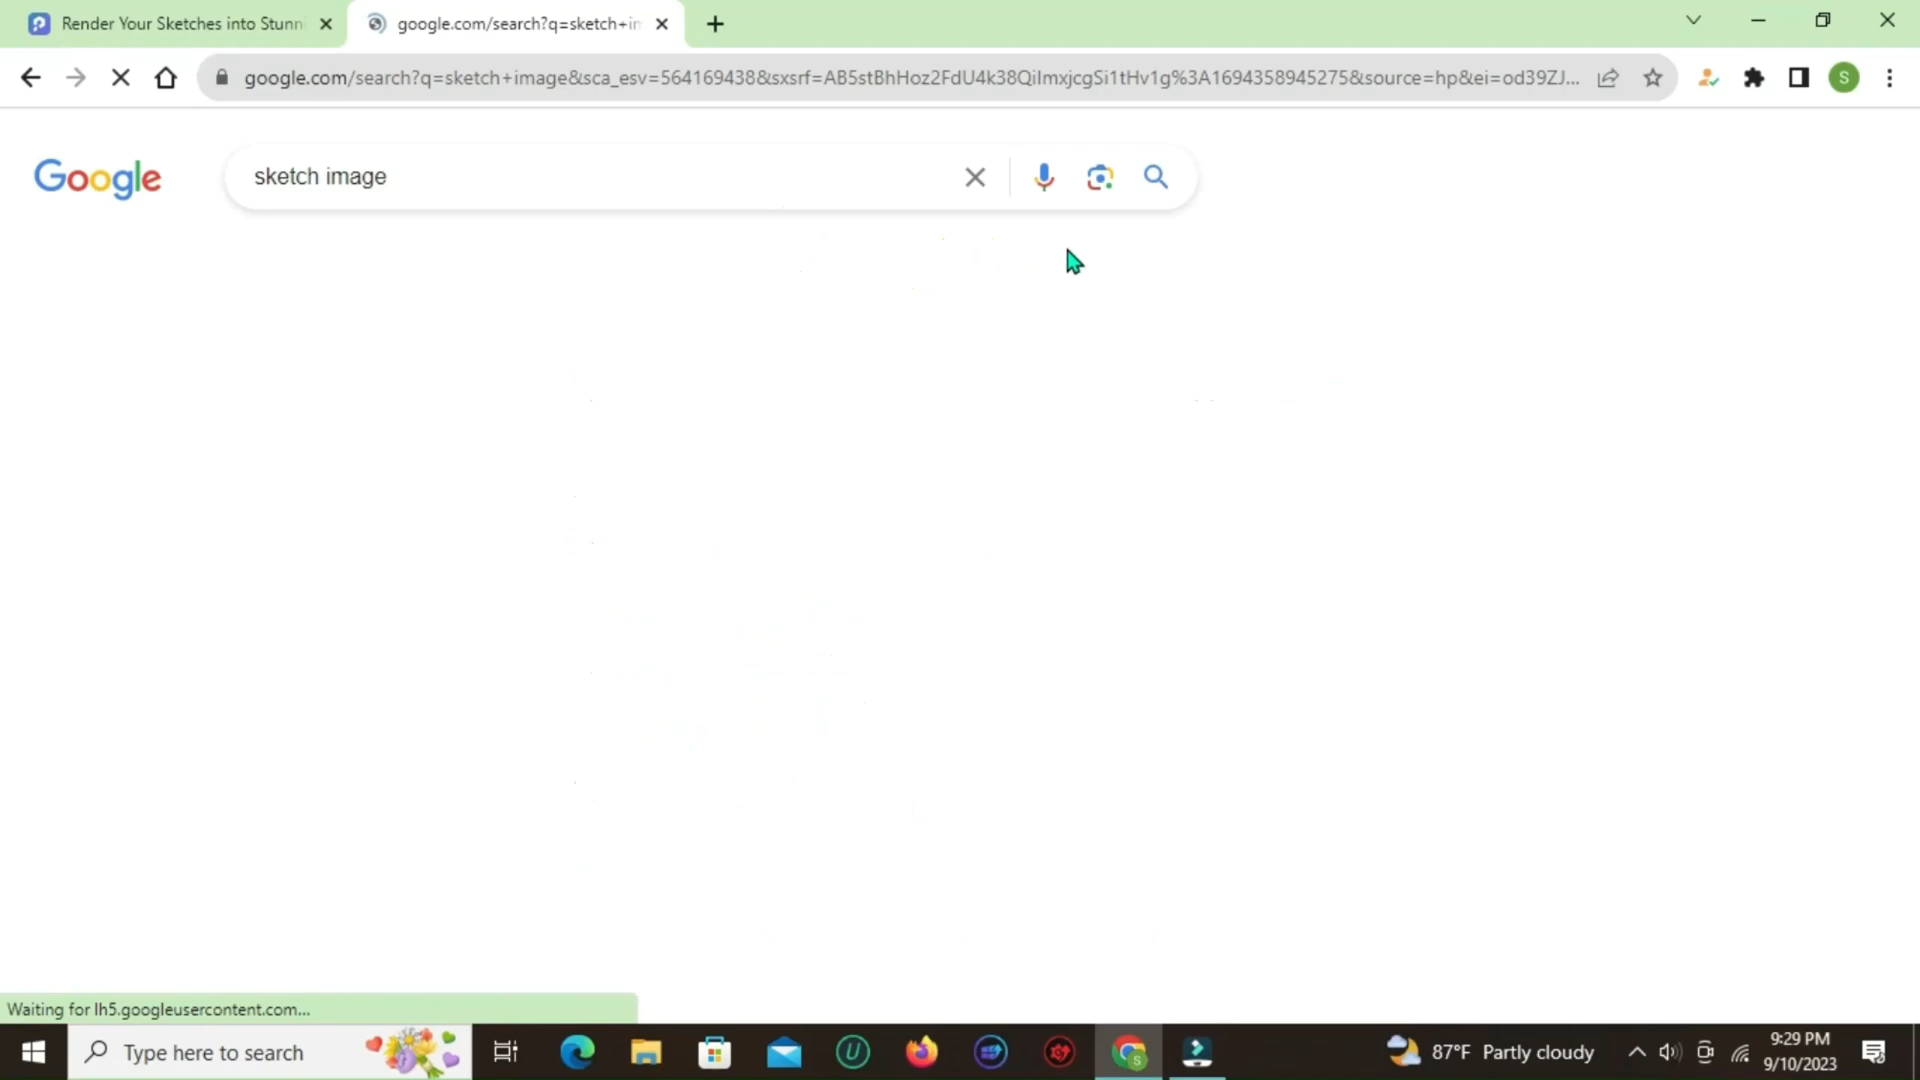 Render Your Sketches into Stunn
google.com/search?q=sketch+in
google.com/search?q=sketch+image&sca_esv=564169438&sxsrf=AB5stBhHoz2FdU4k38QiImxjcgSi1tHv1g%3A1694358945275&source=hp&ei=od39ZJ...
S
Google
sketch image
Waiting for lh5.googleusercontent.com...
Type here to search
87°F Partly cloudy
9:29 PM
9/10/2023